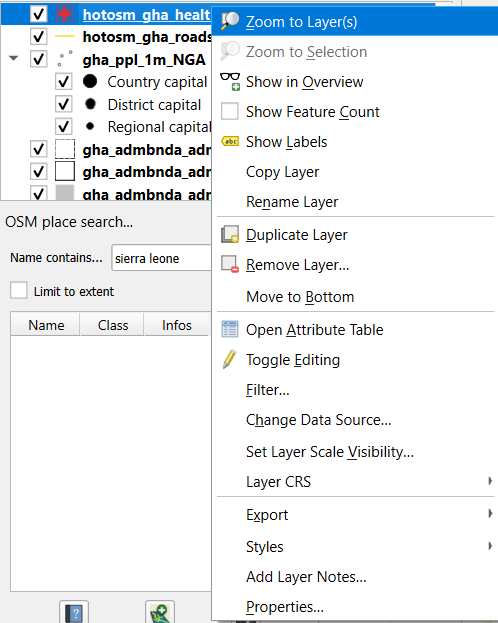 hotosm_gha_healt
hotosm_gha_roads
gha_ppl_1m_NGA
Country capital
District capital
Regional capital
gha_admbnda_adr
gha_admbnda_adr
gha_admbnda_adr
OSM place search...
Name contains...
sierra leone
Limit to extent
Name Class Infos
Zoom to Layer(s)
Zoom to Selection
Show in Overview
Show Feature Count
abc Show Labels
Copy Layer
Rename Layer
Duplicate Layer
Remove Layer...
Move to Bottom
Open Attribute Table
Toggle Editing
Filter...
Change Data Source...
Set Layer Scale Visibility...
Layer CRS
Export
Styles
Add Layer Notes...
Properties...